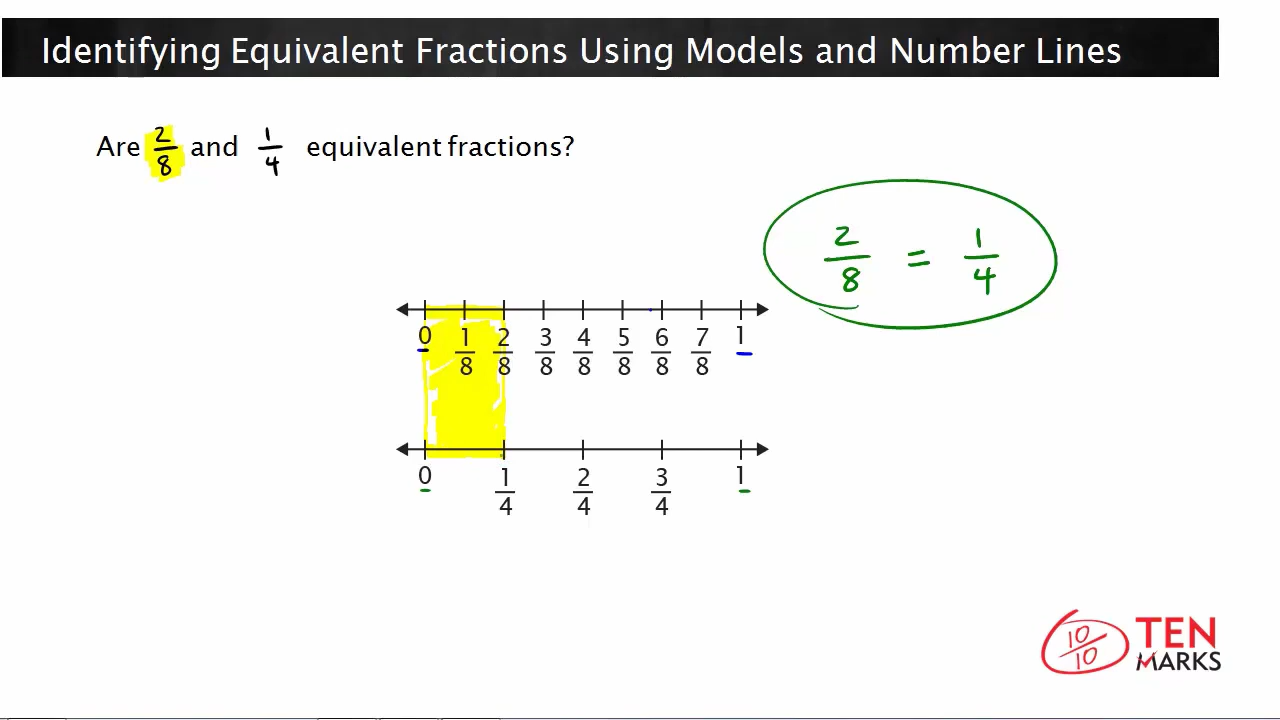 Identifying Equivalent Fractions Using Models and Number Lines
Are 2/8 and 1/4 equivalent fractions?
2/8 = 1/4
0 1/8 2/8 3/8 4/8 5/8 6/8 7/8 1
0 1/4 2/4 3/4 1
10/10 TEN
MARKS